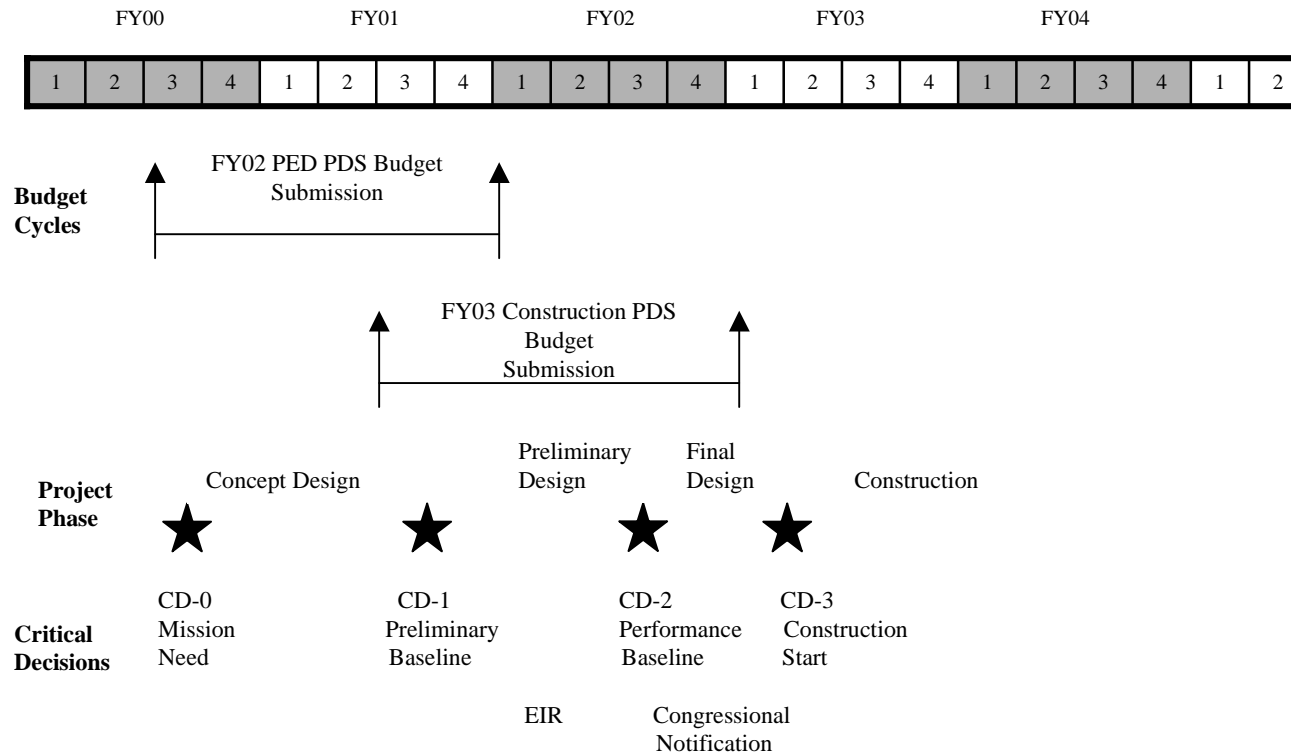 FY00 FY01 FY02 FY03 FY04
1 2 3 4 1 2 3 4 1 2 3 4 1 2 3 4 1 2 3 4 1 2
Budget
Cycles
FY02 PED PDS Budget
Submission
FY03 Construction PDS
Budget
Submission
Project
Phase
Concept Design
Preliminary
Design
Final
Design
Construction
Critical
Decisions
CD-0
Mission
Need
CD-1
Preliminary
Baseline
CD-2
Performance
Baseline
CD-3
Construction
Start
EIR
Congressional
Notification